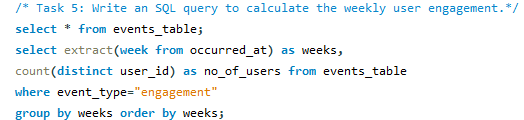 /* Task 5: Write an SQL query to calculate the weekly user engagement.*/
select * from events_table;
select extract(week from occurred_at) as weeks,
count(distinct user_id) as no_of_users from events_table
where event_type="engagement"
group by weeks order by weeks;